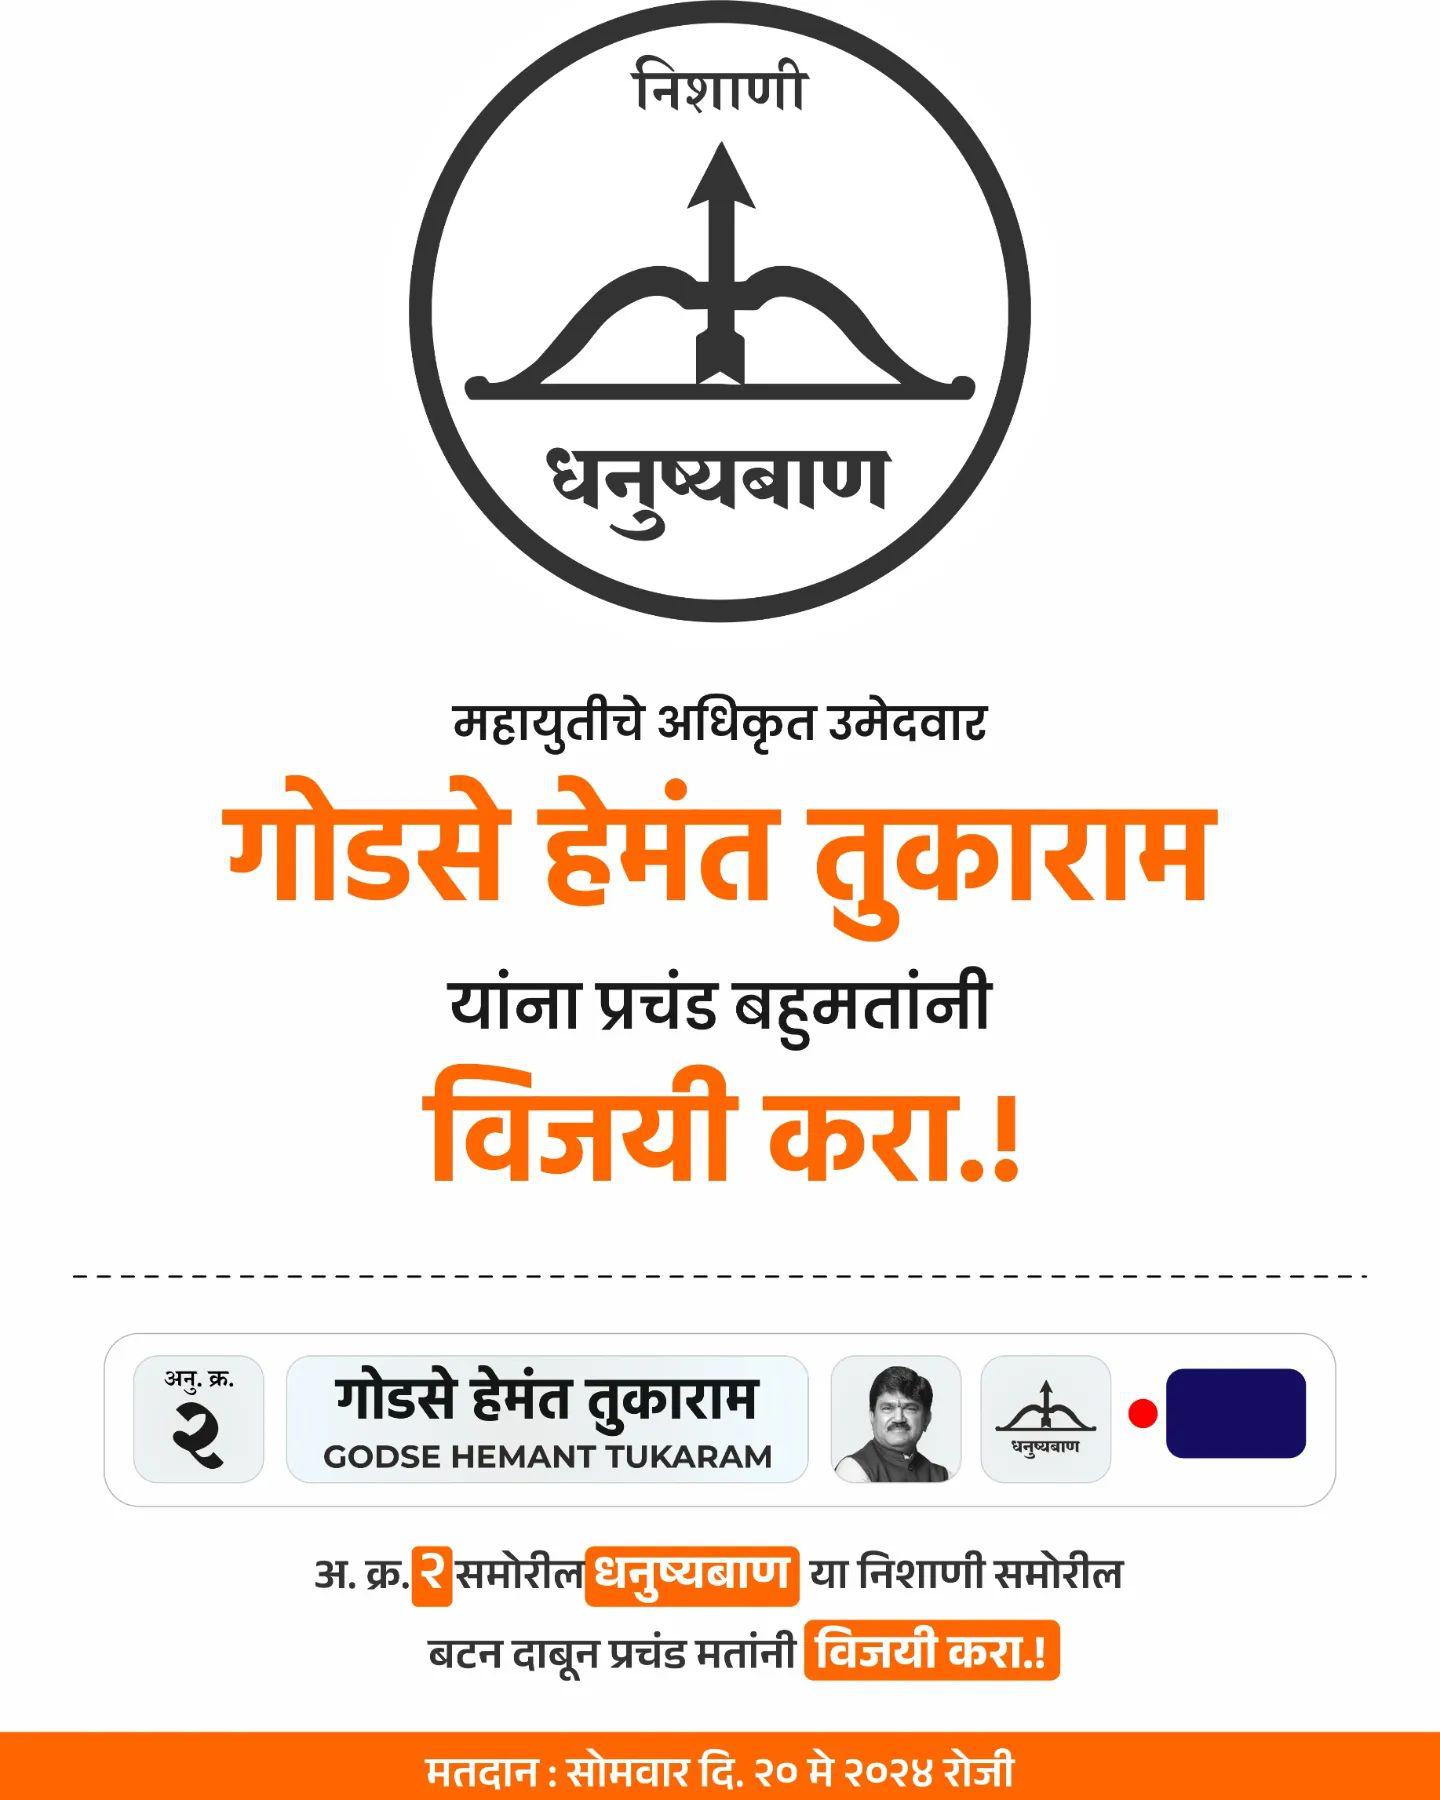 निशाणी
धनुष्यबाण
महायुतीचे अधिकृत उमेदवार
गोडसे हेमंत तुकाराम
यांना प्रचंड बहुमतांनी
विजयी करा.!
अनु. क्र.
२
गोडसे हेमंत तुकाराम
GODSE HEMANT TUKARAM
धनुष्यबाण
अ. क्र. २ समोरील धनुष्यबाण या निशाणी समोरील
बटन दाबून प्रचंड मतांनी विजयी करा.!
मतदान : सोमवार दि. २० मे २०२४ रोजी